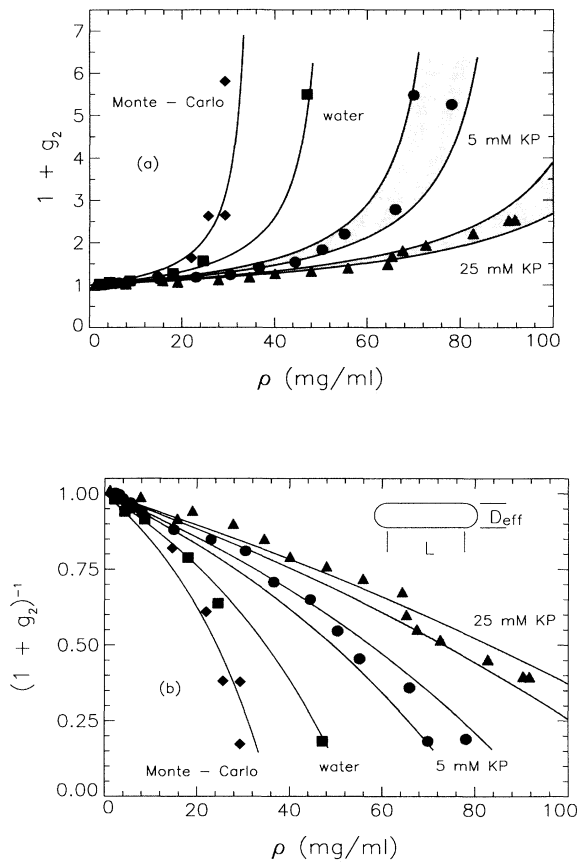 7
6
5
4
3
2
1
0
1 + g₂
Monte – Carlo
water
(a)
5 mM KP
25 mM KP
0
20
40
60
80
100
ρ (mg/ml)
1.00
0.75
0.50
0.25
0.00
(1 + g₂)⁻¹
D_eff
L
25 mM KP
(b)
Monte – Carlo
water
5 mM KP
0
20
40
60
80
100
ρ (mg/ml)